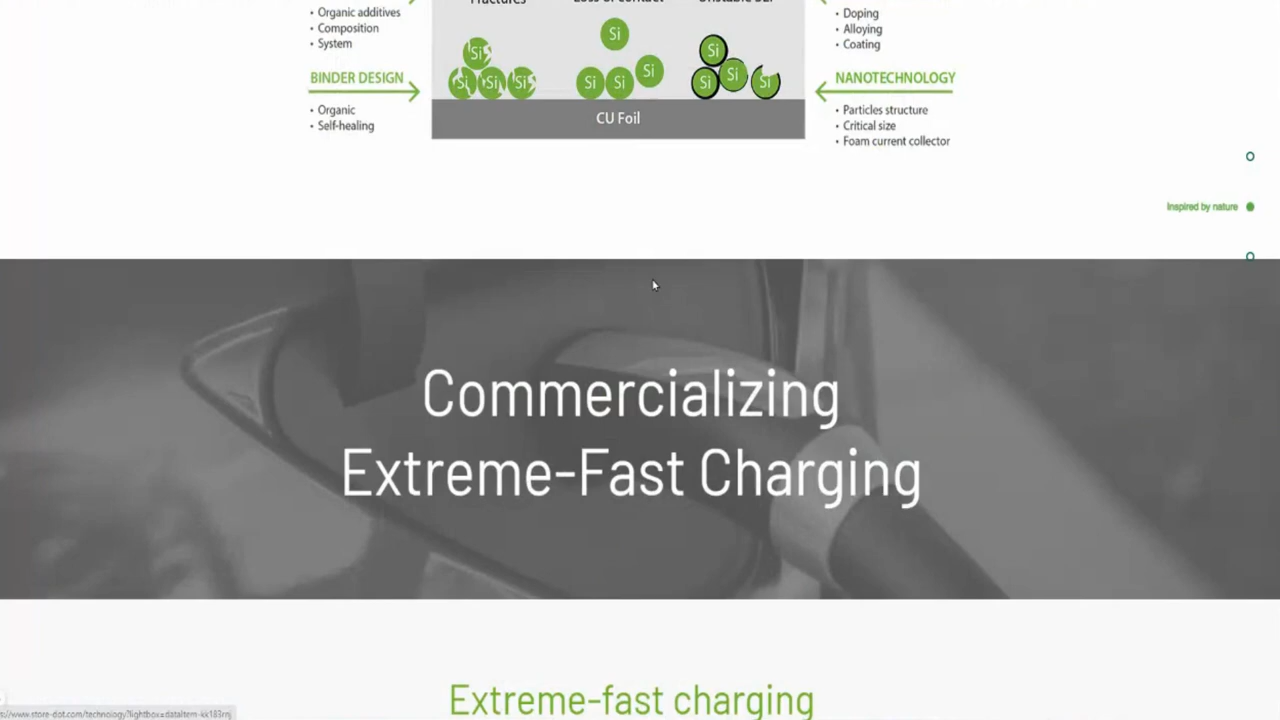 • Organic additives
• Composition
• System
BINDER DESIGN
• Organic
• Self-healing
Si
Si
Si
Si
Si
Si
Si
Si
Si
Si
Si
Si
Si
CU Foil
• Doping
• Alloying
• Coating
NANOTECHNOLOGY
• Particles structure
• Critical size
• Foam current collector
Inspired by nature
Commercializing
Extreme-Fast Charging
Extreme-fast charging